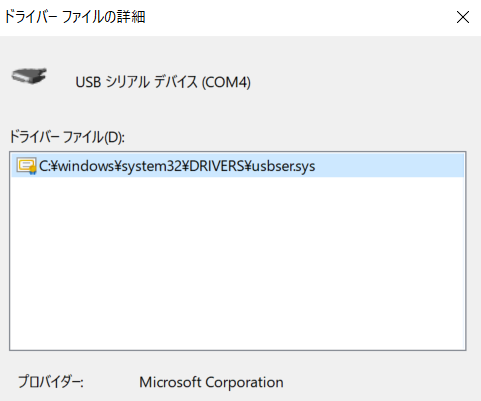 ドライバー ファイルの詳細
USB シリアル デバイス (COM4)
ドライバー ファイル(D):
C:¥windows¥system32¥DRIVERS¥usbser.sys
プロバイダー: Microsoft Corporation